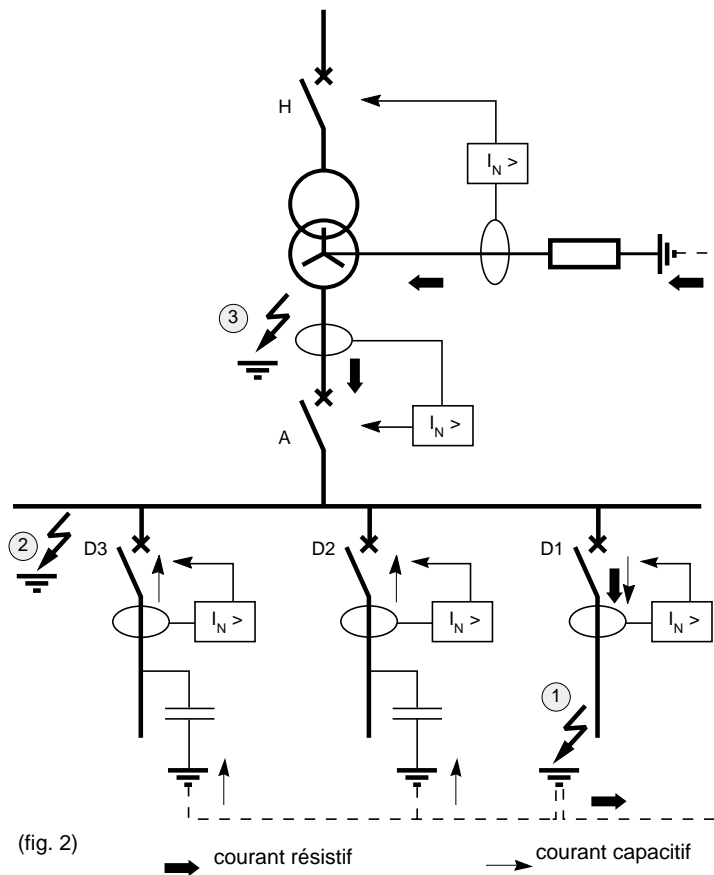 H
I_N >
3
A
I_N >
2
D3
D2
D1
I_N >
I_N >
I_N >
1
(fig. 2)
courant résistif
courant capacitif